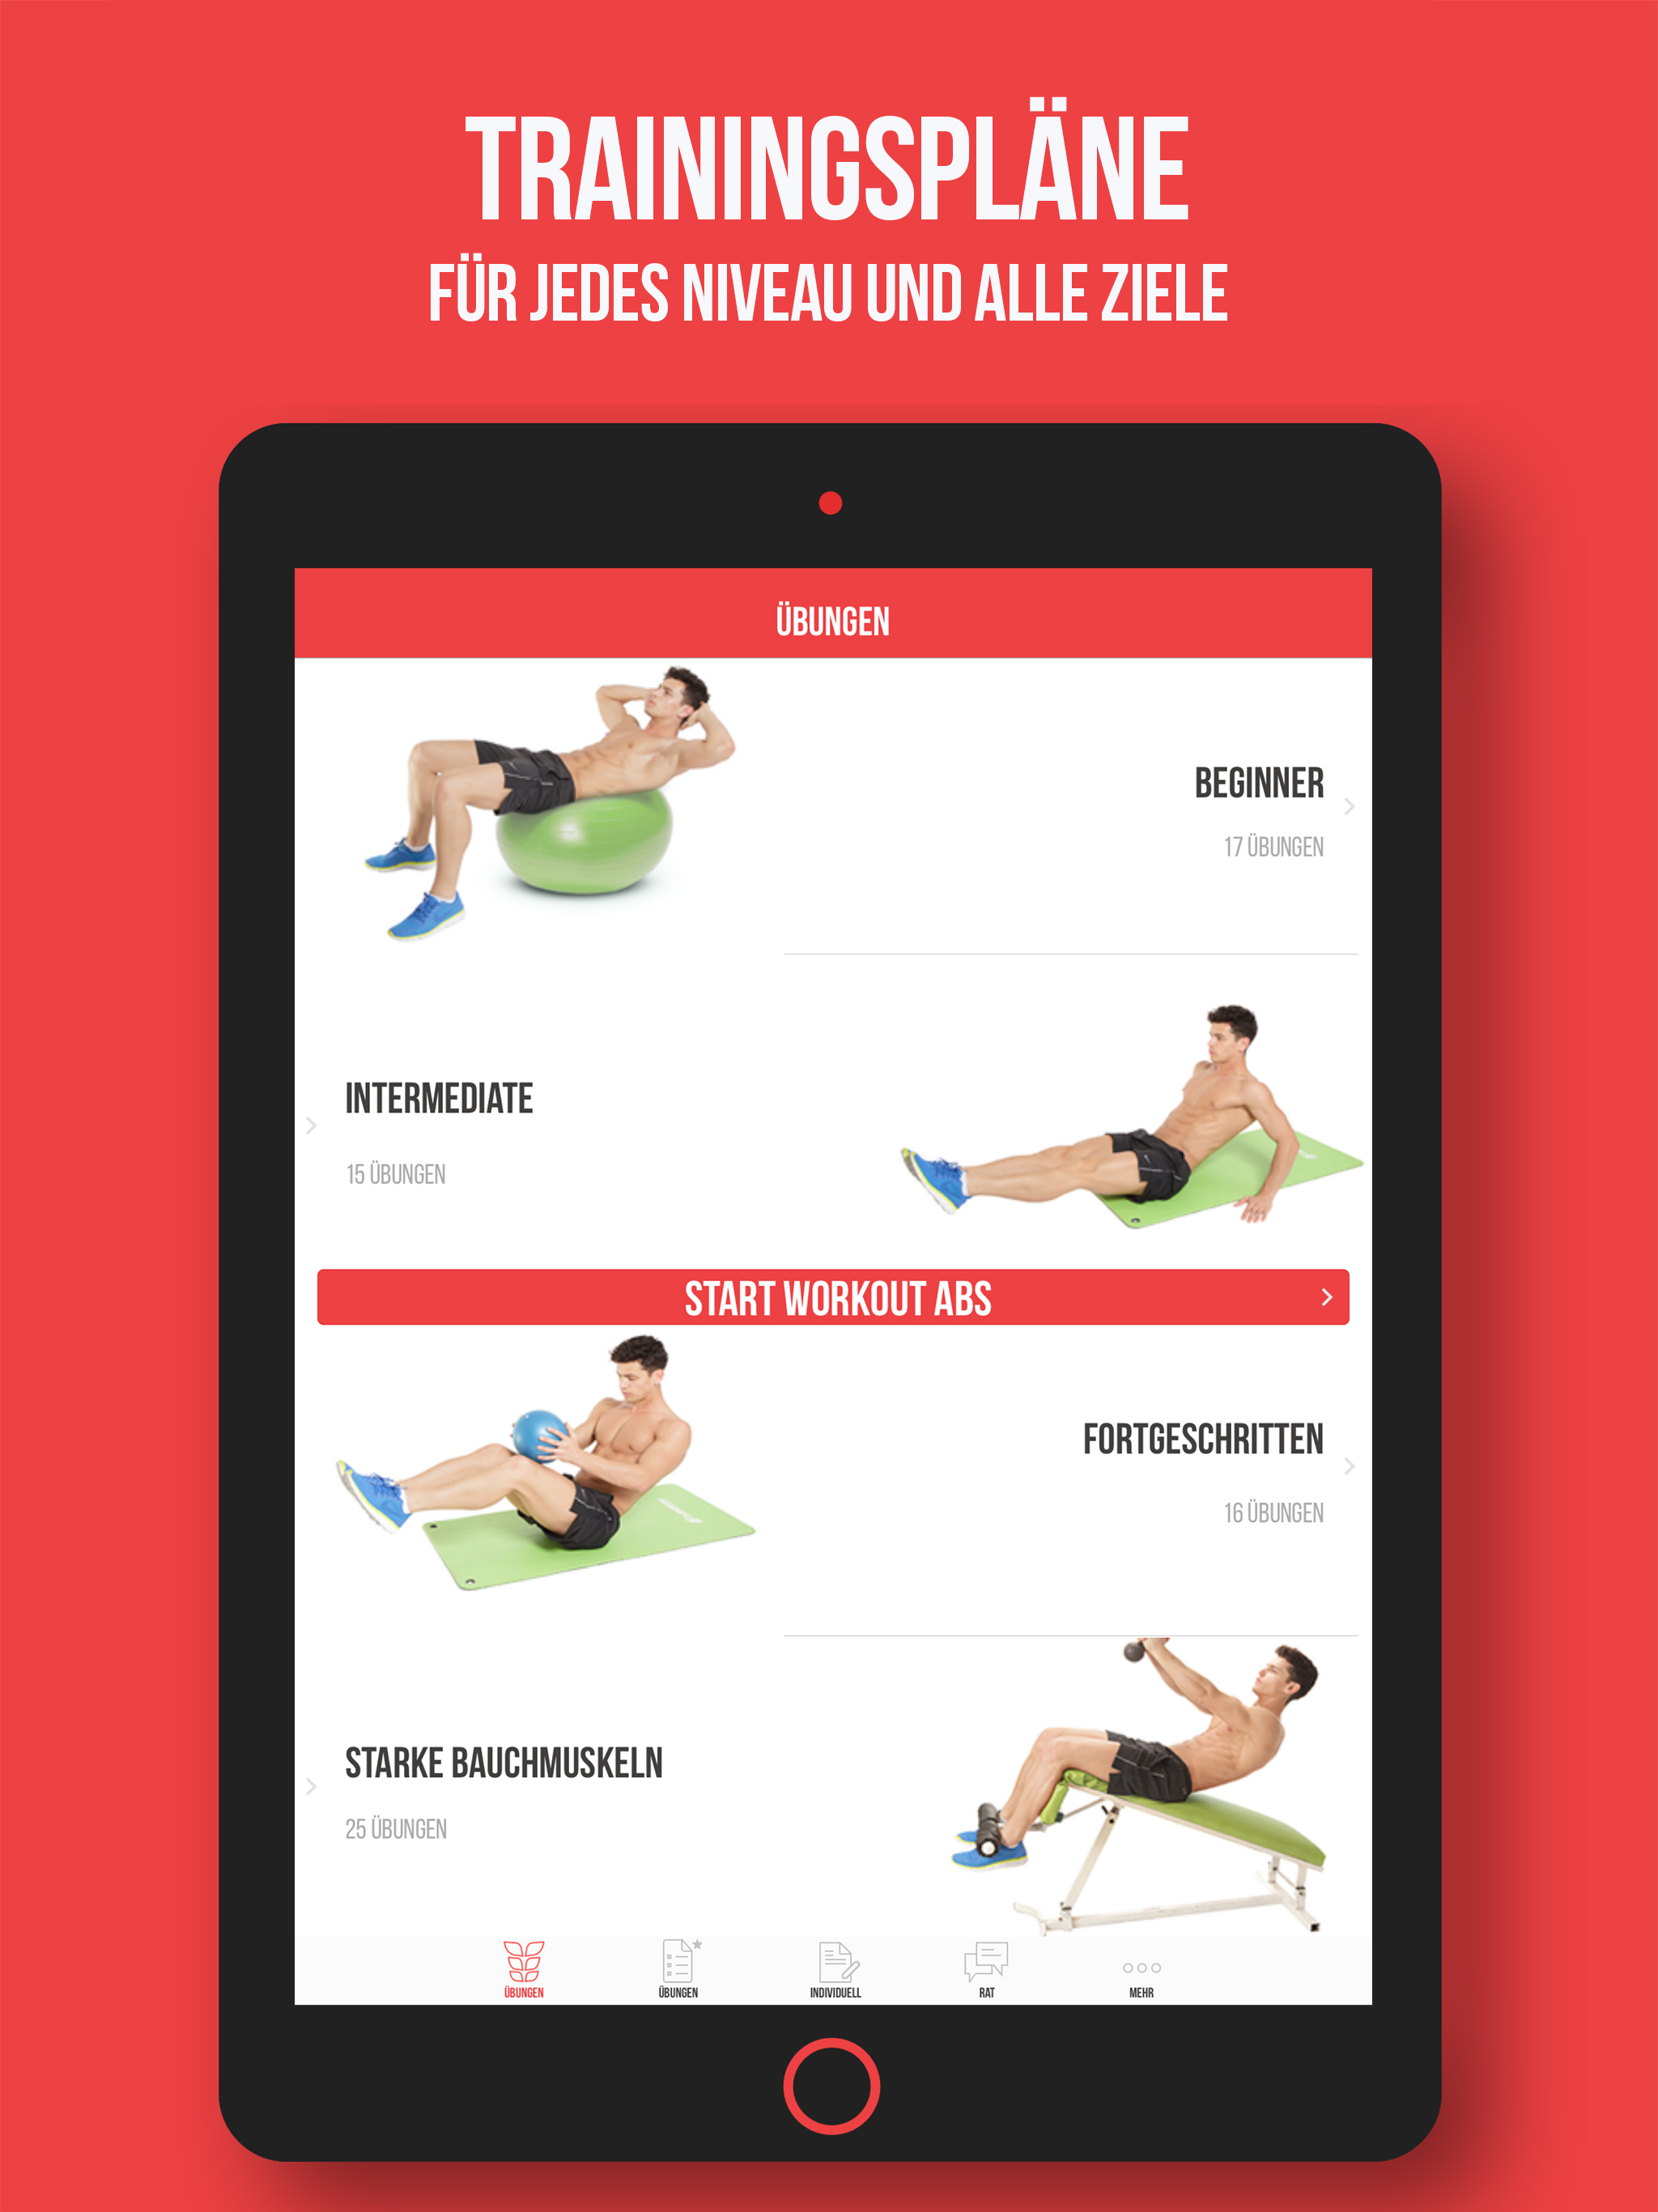 TRAININGSPLÄNE
FÜR JEDES NIVEAU UND ALLE ZIELE
ÜBUNGEN
BEGINNER
17 ÜBUNGEN
INTERMEDIATE
15 ÜBUNGEN
START WORKOUT ABS
FORTGESCHRITTEN
16 ÜBUNGEN
STARKE BAUCHMUSKELN
25 ÜBUNGEN
ÜBUNGEN ÜBUNGEN INDIVIDUELL RAT MEHR